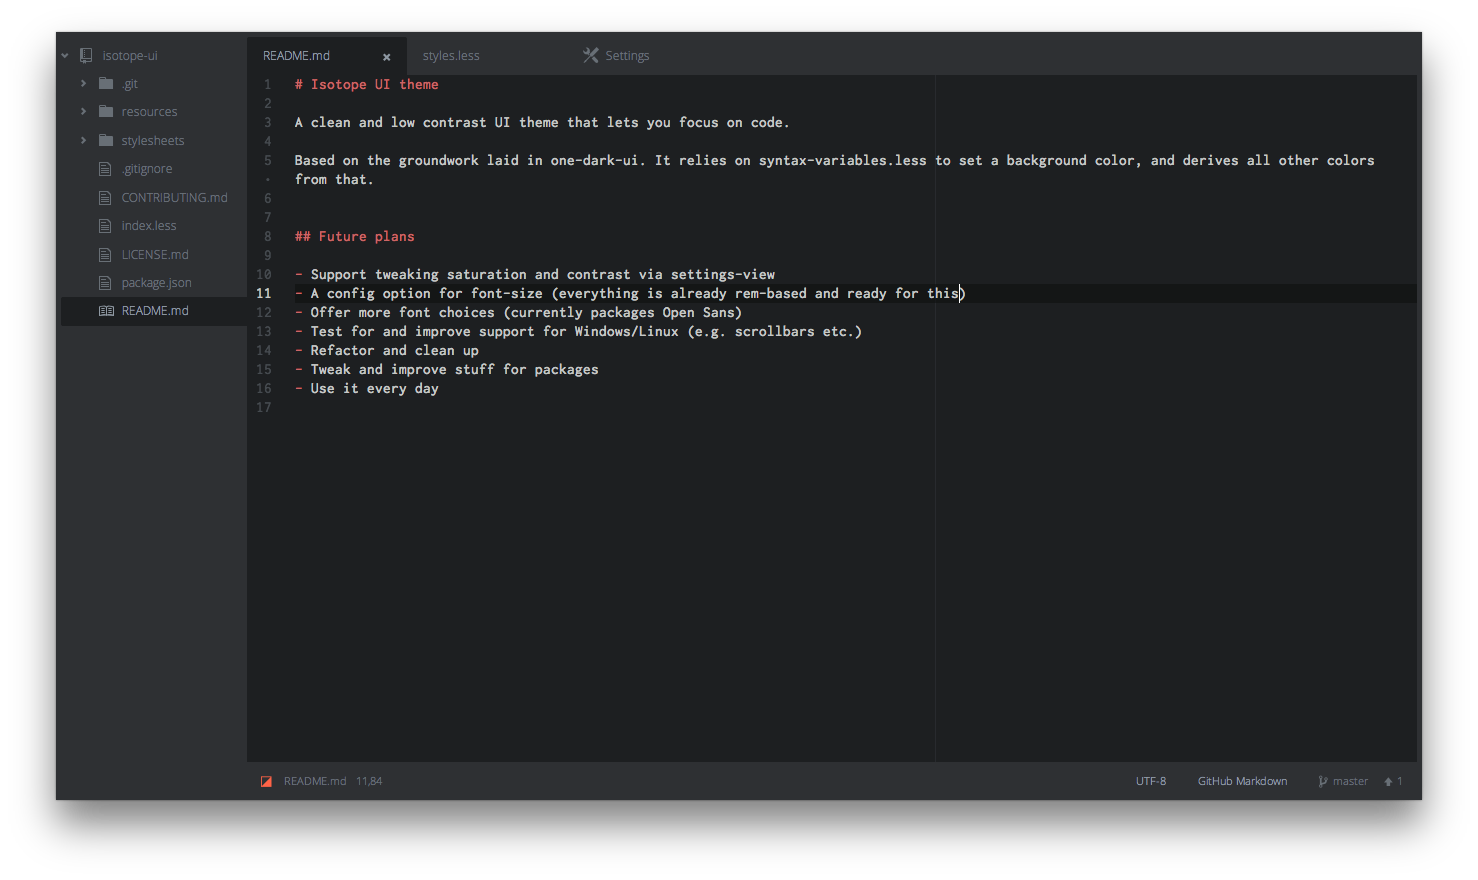 isotope-ui
.git
resources
stylesheets
.gitignore
CONTRIBUTING.md
index.less
LICENSE.md
package.json
README.md
README.md × styles.less Settings
1 # Isotope UI theme
2
3 A clean and low contrast UI theme that lets you focus on code.
4
5 Based on the groundwork laid in one-dark-ui. It relies on syntax-variables.less to set a background color, and derives all other colors
• from that.
6
7
8 ## Future plans
9
10 - Support tweaking saturation and contrast via settings-view
11 - A config option for font-size (everything is already rem-based and ready for this)
12 - Offer more font choices (currently packages Open Sans)
13 - Test for and improve support for Windows/Linux (e.g. scrollbars etc.)
14 - Refactor and clean up
15 - Tweak and improve stuff for packages
16 - Use it every day
17
README.md 11,84 UTF-8 GitHub Markdown master 1